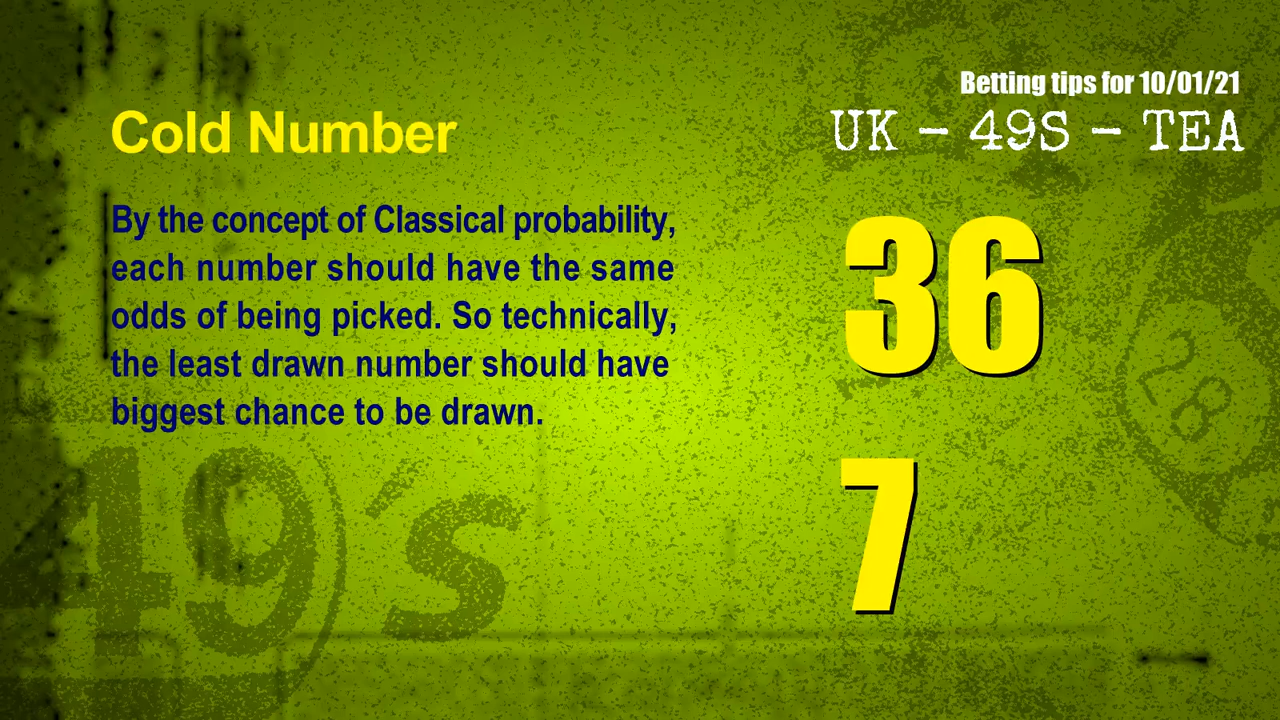 Betting tips for 10/01/21
UK - 49S - TEA
Cold Number
By the concept of Classical probability,
each number should have the same
odds of being picked. So technically,
the least drawn number should have
biggest chance to be drawn.
36
7
28
49's